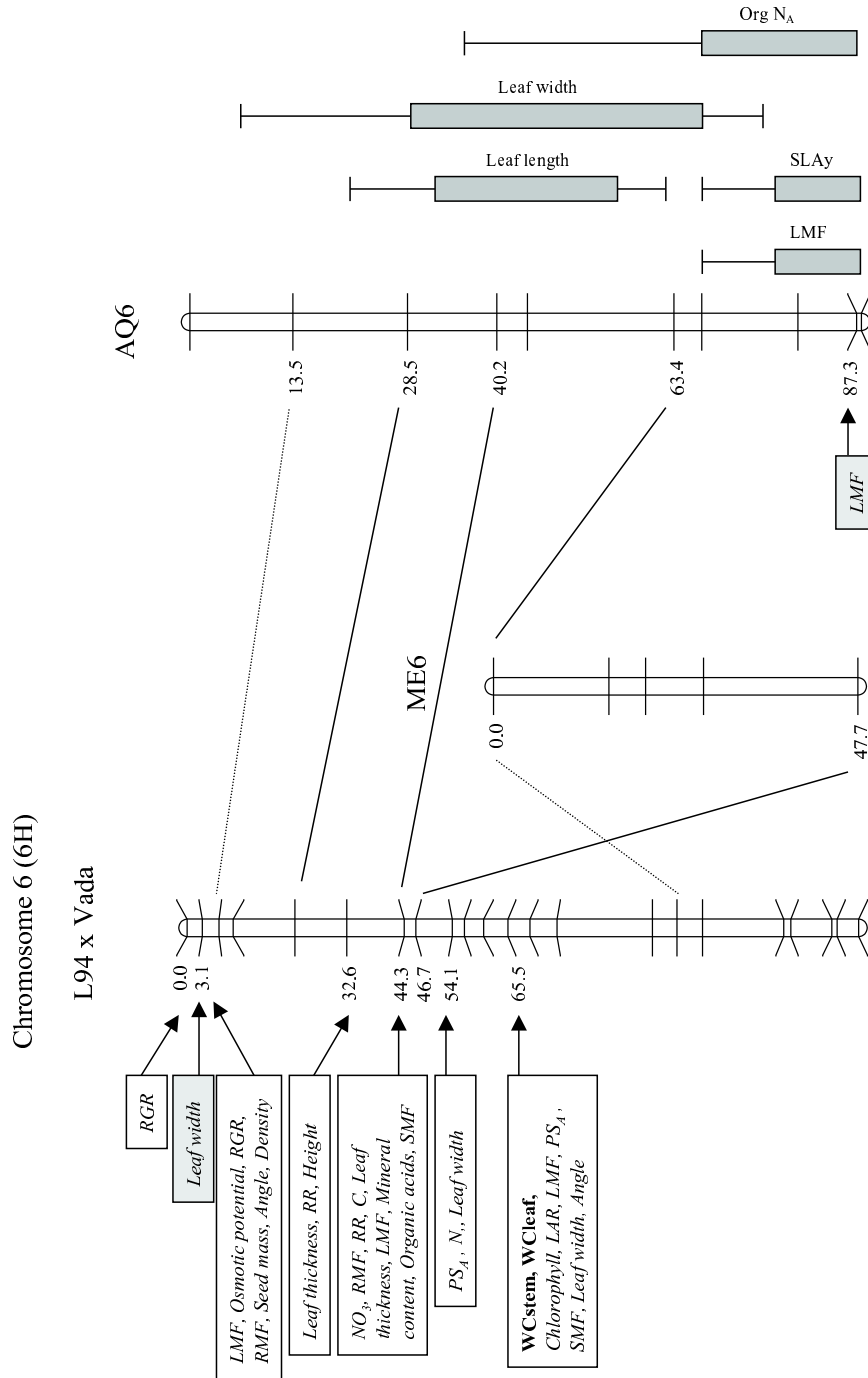 Chromosome 6 (6H)
L94 x Vada
AQ6
ME6
RGR
Leaf width
LMF, Osmotic potential, RGR,
RMF, Seed mass, Angle, Density
Leaf thickness, RR, Height
NO3, RMF, RR, C, Leaf
thickness, LMF, Mineral
content, Organic acids, SMF
PSA , N,, Leaf width
WCstem, WCleaf,
Chlorophyll, LAR, LMF, PSA ,
SMF, Leaf width, Angle
0.0
3.1
32.6
44.3
46.7
54.1
65.5
0.0
47.7
LMF
13.5
28.5
40.2
63.4
87.3
LMF
Leaf length
SLAy
Leaf width
Org NA